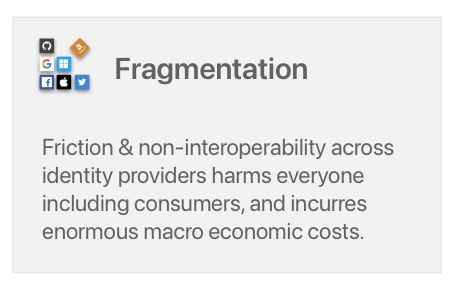 Fragmentation
Friction & non-interoperability across
identity providers harms everyone
including consumers, and incurres
enormous macro economic costs.